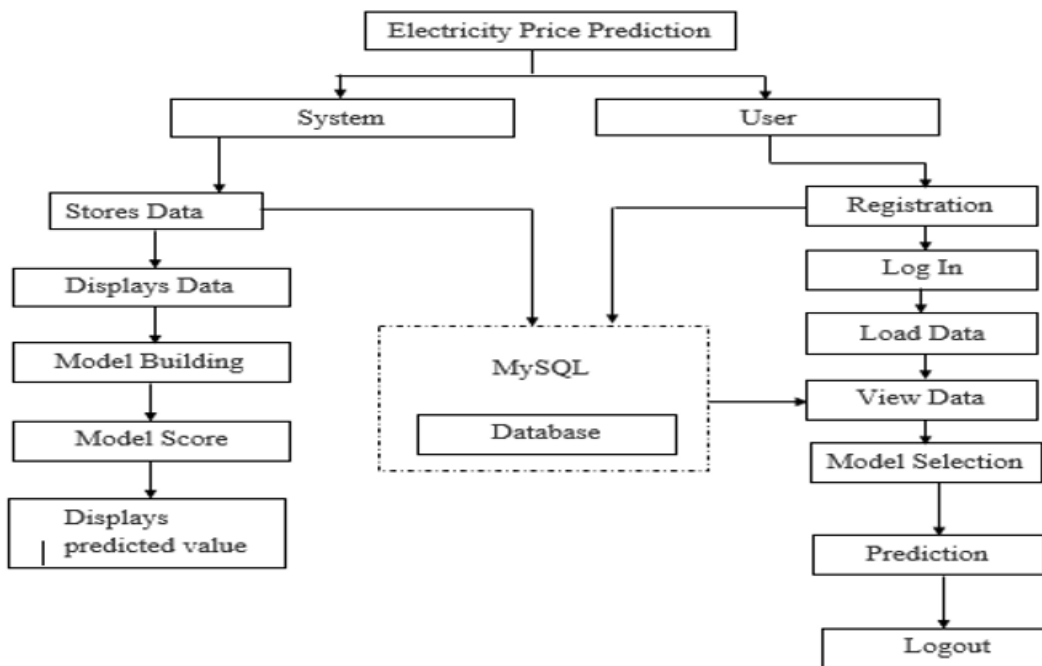 Electricity Price Prediction
System
User
Stores Data
Registration
Displays Data
Log In
Model Building
MySQL
Load Data
View Data
Model Score
Database
Model Selection
Displays
predicted value
Prediction
Logout